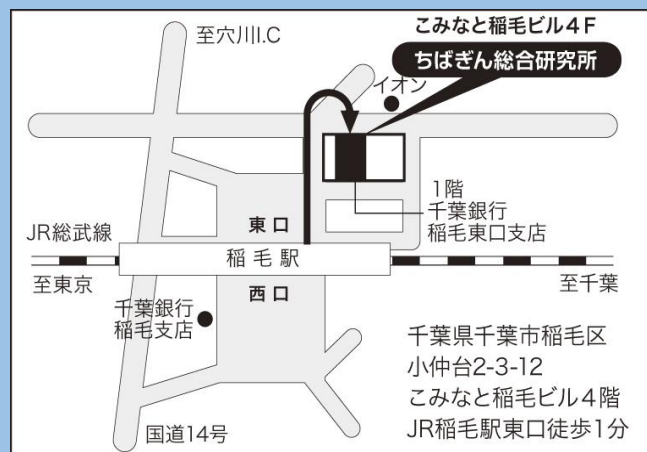 こみなと稲毛ビル4F
ちばぎん総合研究所
至穴川I.C
イオン
1階
千葉銀行
稲毛東口支店
東口
JR総武線
稲毛駅
至東京
至千葉
西口
千葉銀行
稲毛支店
国道14号
千葉県千葉市稲毛区
小仲台2-3-12
こみなと稲毛ビル4階
JR稲毛駅東口徒歩1分